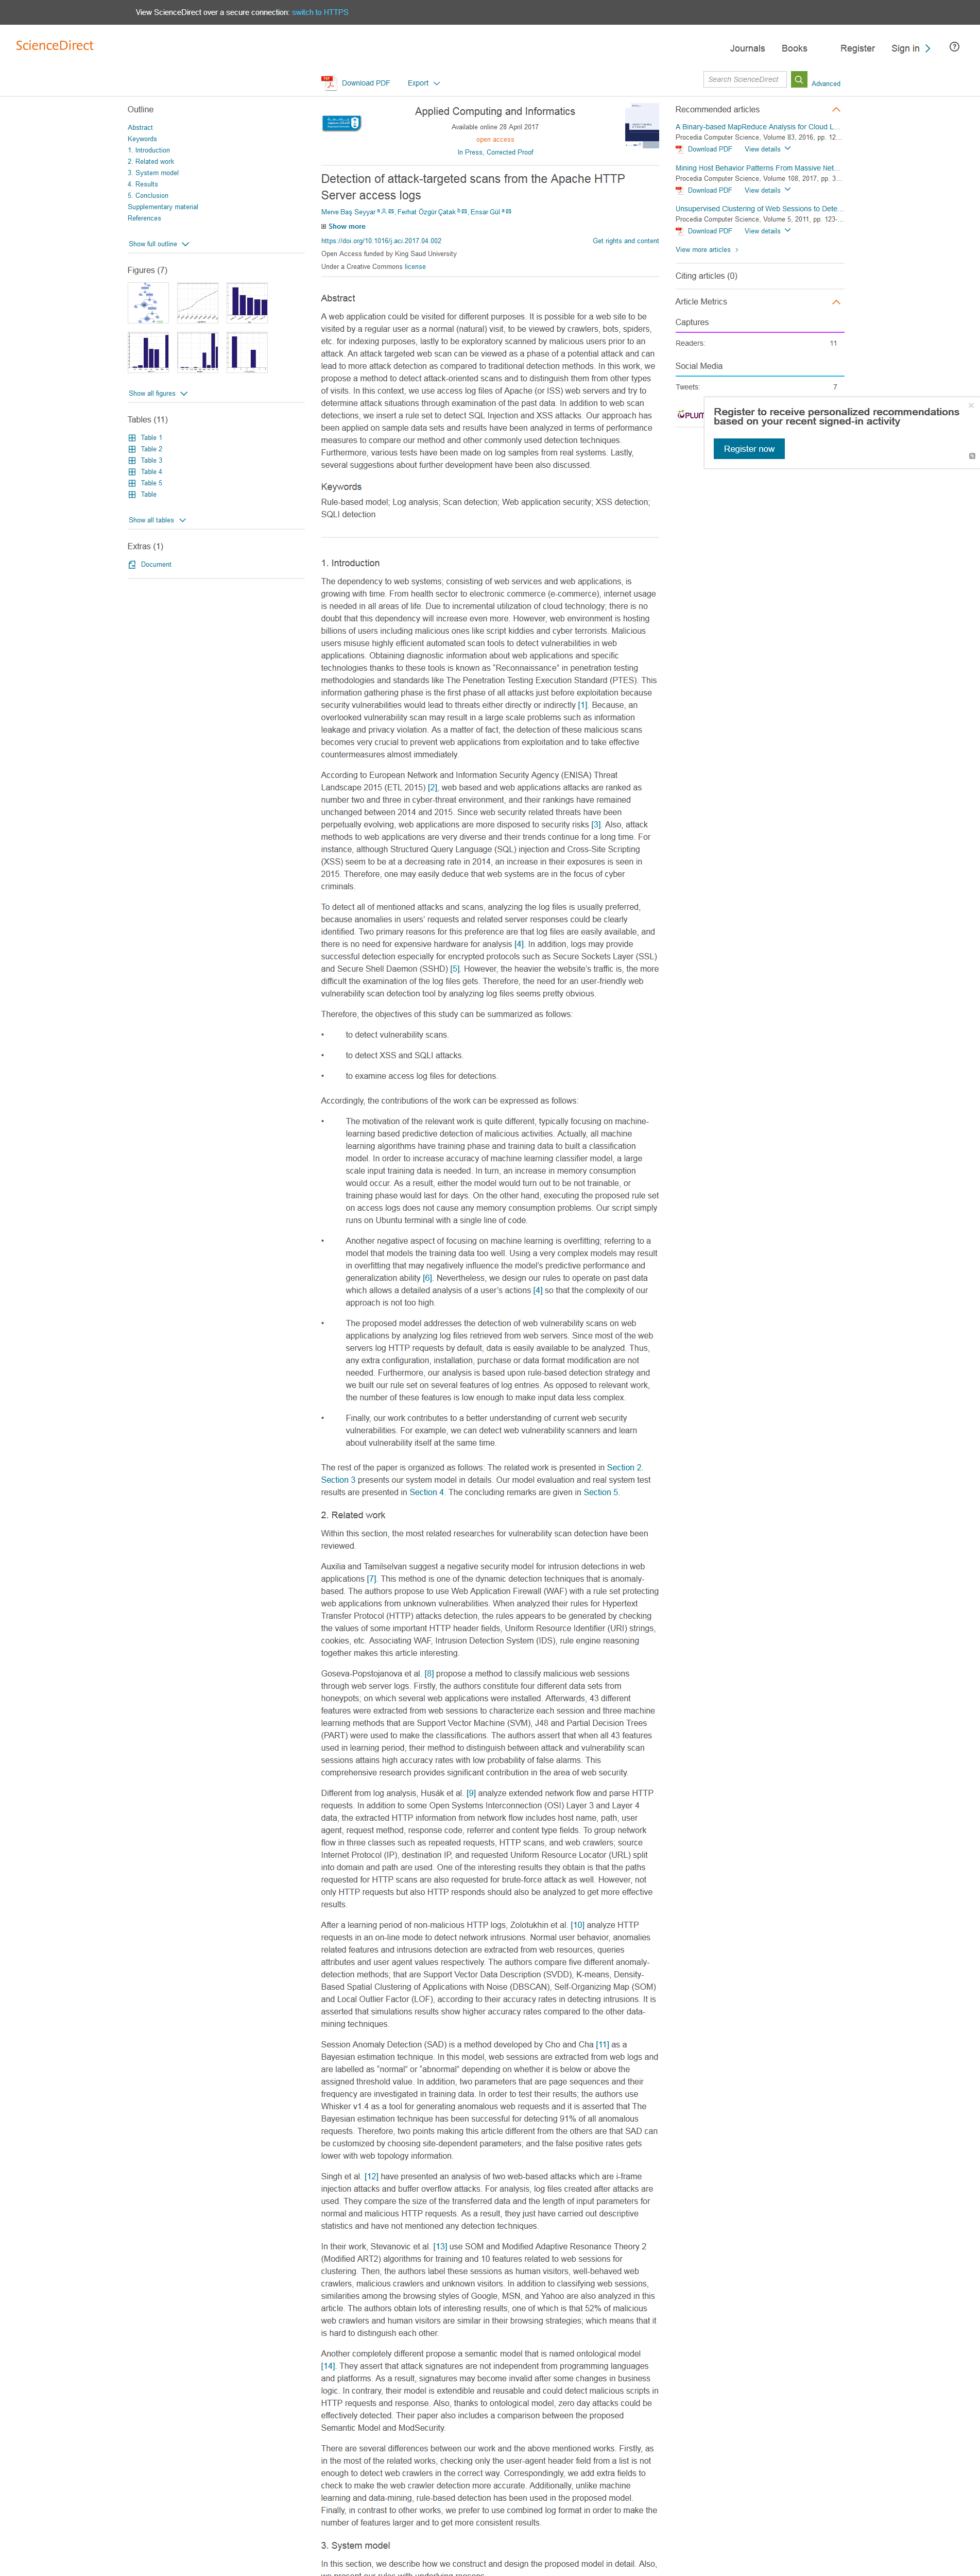 View ScienceDirect over a secure connection: switch to HTTPS
ScienceDirect
Journals Books Register Sign in
Download PDF Export
Search ScienceDirect Advanced
Outline
Abstract
Keywords
1. Introduction
2. Related work
3. System model
4. Results
5. Conclusion
Supplementary material
References
Show full outline
Figures (7)
Show all figures
Tables (11)
Table 1
Table 2
Table 3
Table 4
Table 5
Table
Show all tables
Extras (1)
Document
Applied Computing and Informatics
Available online 28 April 2017
open access
In Press, Corrected Proof
Detection of attack-targeted scans from the Apache HTTP
Server access logs
Merve Baş Seyyar a, Ferhat Özgür Çatak b, Ensar Gül a
Show more
https://doi.org/10.1016/j.aci.2017.04.002 Get rights and content
Open Access funded by King Saud University
Under a Creative Commons license
Abstract
A web application could be visited for different purposes. It is possible for a web site to be
visited by a regular user as a normal (natural) visit, to be viewed by crawlers, bots, spiders,
etc. for indexing purposes, lastly to be exploratory scanned by malicious users prior to an
attack. An attack targeted web scan can be viewed as a phase of a potential attack and can
lead to more attack detection as compared to traditional detection methods. In this work, we
propose a method to detect attack-oriented scans and to distinguish them from other types
of visits. In this context, we use access log files of Apache (or ISS) web servers and try to
determine attack situations through examination of the past data. In addition to web scan
detections, we insert a rule set to detect SQL Injection and XSS attacks. Our approach has
been applied on sample data sets and results have been analyzed in terms of performance
measures to compare our method and other commonly used detection techniques.
Furthermore, various tests have been made on log samples from real systems. Lastly,
several suggestions about further development have been also discussed.
Keywords
Rule-based model; Log analysis; Scan detection; Web application security; XSS detection;
SQLI detection
1. Introduction
The dependency to web systems; consisting of web services and web applications, is
growing with time. From health sector to electronic commerce (e-commerce), internet usage
is needed in all areas of life. Due to incremental utilization of cloud technology, there is no
doubt that this dependency will increase even more. However, web environment is hosting
billions of users including malicious ones like script kiddies and cyber terrorists. Malicious
users misuse highly efficient automated scan tools to detect vulnerabilities in web
applications. Obtaining diagnostic information about web applications and specific
technologies thanks to these tools is known as "Reconnaissance" in penetration testing
methodologies and standards like The Penetration Testing Execution Standard (PTES). This
information gathering phase is the first phase of all attacks just before exploitation because
security vulnerabilities would lead to threats either directly or indirectly [1]. Because, an
overlooked vulnerability scan may result in a large scale problems such as information
leakage and privacy violation. As a matter of fact, the detection of these malicious scans
becomes very crucial to prevent web applications from exploitation and to take effective
countermeasures almost immediately.
According to European Network and Information Security Agency (ENISA) Threat
Landscape 2015 (ETL 2015) [2], web based and web applications attacks are ranked as
number two and three in cyber-threat environment, and their rankings have remained
unchanged between 2014 and 2015. Since web security related threats have been
perpetually evolving, web applications are more disposed to security risks [3]. Also, attack
methods to web applications are very diverse and their trends continue for a long time. For
instance, although Structured Query Language (SQL) injection and Cross-Site Scripting
(XSS) seem to be at a decreasing rate in 2014, an increase in their exposures is seen in
2015. Therefore, one may easily deduce that web systems are in the focus of cyber
criminals.
To detect all of mentioned attacks and scans, analyzing the log files is usually preferred,
because anomalies in users' requests and related server responses could be clearly
identified. Two primary reasons for this preference are that log files are easily available, and
there is no need for expensive hardware for analysis [4]. In addition, logs may provide
successful detection especially for encrypted protocols such as Secure Sockets Layer (SSL)
and Secure Shell Daemon (SSHD) [5]. However, the heavier the website's traffic is, the more
difficult the examination of the log files gets. Therefore, the need for an user-friendly web
vulnerability scan detection tool by analyzing log files seems pretty obvious.
Therefore, the objectives of this study can be summarized as follows:
• to detect vulnerability scans.
• to detect XSS and SQLI attacks.
• to examine access log files for detections.
Accordingly, the contributions of the work can be expressed as follows:
• The motivation of the relevant work is quite different, typically focusing on machine-
learning based predictive detection of malicious activities. Actually, all machine
learning algorithms have training phase and training data to built a classification
model. In order to increase accuracy of machine learning classifier model, a large
scale input training data is needed. In turn, an increase in memory consumption
would occur. As a result, either the model would turn out to be not trainable, or
training phase would last for days. On the other hand, executing the proposed rule set
on access logs does not cause any memory consumption problems. Our script simply
runs on Ubuntu terminal with a single line of code.
• Another negative aspect of focusing on machine learning is overfitting; referring to a
model that models the training data too well. Using a very complex models may result
in overfitting that may negatively influence the model's predictive performance and
generalization ability [6]. Nevertheless, we design our rules to operate on past data
which allows a detailed analysis of a user's actions [4] so that the complexity of our
approach is not too high.
• The proposed model addresses the detection of web vulnerability scans on web
applications by analyzing log files retrieved from web servers. Since most of the web
servers log HTTP requests by default, data is easily available to be analyzed. Thus,
any extra configuration, installation, purchase or data format modification are not
needed. Furthermore, our analysis is based upon rule-based detection strategy and
we built our rule set on several features of log entries. As opposed to relevant work,
the number of these features is low enough to make input data less complex.
• Finally, our work contributes to a better understanding of current web security
vulnerabilities. For example, we can detect web vulnerability scanners and learn
about vulnerability itself at the same time.
The rest of the paper is organized as follows: The related work is presented in Section 2.
Section 3 presents our system model in details. Our model evaluation and real system test
results are presented in Section 4. The concluding remarks are given in Section 5.
2. Related work
Within this section, the most related researches for vulnerability scan detection have been
reviewed.
Auxilia and Tamilselvan suggest a negative security model for intrusion detections in web
applications [7]. This method is one of the dynamic detection techniques that is anomaly-
based. The authors propose to use Web Application Firewall (WAF) with a rule set protecting
web applications from unknown vulnerabilities. When analyzed their rules for Hypertext
Transfer Protocol (HTTP) attacks detection, the rules appears to be generated by checking
the values of some important HTTP header fields, Uniform Resource Identifier (URI) strings,
cookies, etc. Associating WAF, Intrusion Detection System (IDS), rule engine reasoning
together makes this article interesting.
Goseva-Popstojanova et al. [8] propose a method to classify malicious web sessions
through web server logs. Firstly, the authors constitute four different data sets from
honeypots; on which several web applications were installed. Afterwards, 43 different
features were extracted from web sessions to characterize each session and three machine
learning methods that are Support Vector Machine (SVM), J48 and Partial Decision Trees
(PART) were used to make the classifications. The authors assert that when all 43 features
used in learning period, their method to distinguish between attack and vulnerability scan
sessions attains high accuracy rates with low probability of false alarms. This
comprehensive research provides significant contribution in the area of web security.
Different from log analysis, Husák et al. [9] analyze extended network flow and parse HTTP
requests. In addition to some Open Systems Interconnection (OSI) Layer 3 and Layer 4
data, the extracted HTTP information from network flow includes host name, path, user
agent, request method, response code, referrer and content type fields. To group network
flow in three classes such as repeated requests, HTTP scans, and web crawlers; source
Internet Protocol (IP), destination IP, and requested Uniform Resource Locator (URL) split
into domain and path are used. One of the interesting results they obtain is that the paths
requested for HTTP scans are also requested for brute-force attack as well. However, not
only HTTP requests but also HTTP responds should also be analyzed to get more effective
results.
After a learning period of non-malicious HTTP logs, Zolotukhin et al. [10] analyze HTTP
requests in an on-line mode to detect network intrusions. Normal user behavior, anomalies
related features and intrusions detection are extracted from web resources, queries
attributes and user agent values respectively. The authors compare five different anomaly-
detection methods; that are Support Vector Data Description (SVDD), K-means, Density-
Based Spatial Clustering of Applications with Noise (DBSCAN), Self-Organizing Map (SOM)
and Local Outlier Factor (LOF), according to their accuracy rates in detecting intrusions. It is
asserted that simulations results show higher accuracy rates compared to the other data-
mining techniques.
Session Anomaly Detection (SAD) is a method developed by Cho and Cha [11] as a
Bayesian estimation technique. In this model, web sessions are extracted from web logs and
are labelled as "normal" or "abnormal" depending on whether it is below or above the
assigned threshold value. In addition, two parameters that are page sequences and their
frequency are investigated in training data. In order to test their results; the authors use
Whisker v1.4 as a tool for generating anomalous web requests and it is asserted that The
Bayesian estimation technique has been successful for detecting 91% of all anomalous
requests. Therefore, two points making this article different from the others are that SAD can
be customized by choosing site-dependent parameters; and the false positive rates gets
lower with web topology information.
Singh et al. [12] have presented an analysis of two web-based attacks which are i-frame
injection attacks and buffer overflow attacks. For analysis, log files created after attacks are
used. They compare the size of the transferred data and the length of input parameters for
normal and malicious HTTP requests. As a result, they just have carried out descriptive
statistics and have not mentioned any detection techniques.
In their work, Stevanovic et al. [13] use SOM and Modified Adaptive Resonance Theory 2
(Modified ART2) algorithms for training and 10 features related to web sessions for
clustering. Then, the authors label these sessions as human visitors, well-behaved web
crawlers, malicious crawlers and unknown visitors. In addition to classifying web sessions,
similarities among the browsing styles of Google, MSN, and Yahoo are also analyzed in this
article. The authors obtain lots of interesting results, one of which is that 52% of malicious
web crawlers and human visitors are similar in their browsing strategies; which means that it
is hard to distinguish each other.
Another completely different propose a semantic model that is named ontological model
[14]. They assert that attack signatures are not independent from programming languages
and platforms. As a result, signatures may become invalid after some changes in business
logic. In contrary, their model is extendible and reusable and could detect malicious scripts in
HTTP requests and response. Also, thanks to ontological model, zero day attacks could be
effectively detected. Their paper also includes a comparison between the proposed
Semantic Model and ModSecurity.
There are several differences between our work and the above mentioned works. Firstly, as
in the most of the related works, checking only the user-agent header field from a list is not
enough to detect web crawlers in the correct way. Correspondingly, we add extra fields to
check to make the web crawler detection more accurate. Additionally, unlike machine
learning and data-mining, rule-based detection has been used in the proposed model.
Finally, in contrast to other works, we prefer to use combined log format in order to make the
number of features larger and to get more consistent results.
3. System model
In this section, we describe how we construct and design the proposed model in detail. Also,
we present our rules with underlying reasons.
Recommended articles
A Binary-based MapReduce Analysis for Cloud L...
Procedia Computer Science, Volume 83, 2016, pp. 12...
Download PDF View details
Mining Host Behavior Patterns From Massive Net...
Procedia Computer Science, Volume 108, 2017, pp. 3...
Download PDF View details
Unsupervised Clustering of Web Sessions to Dete...
Procedia Computer Science, Volume 5, 2011, pp. 123-...
Download PDF View details
View more articles
Citing articles (0)
Article Metrics
Captures
Readers: 11
Social Media
Tweets: 7
PLUM
Register to receive personalized recommendations
based on your recent signed-in activity
Register now